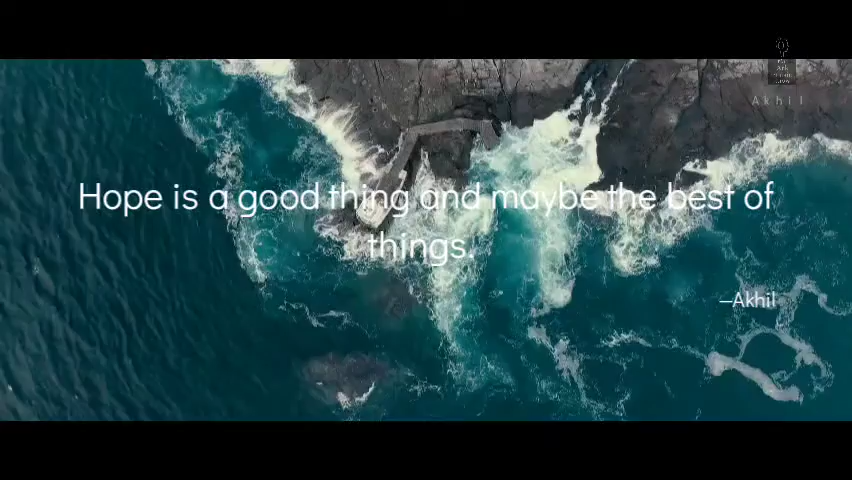 Akhil
Hope is a good thing and maybe the best of
things.
—Akhil